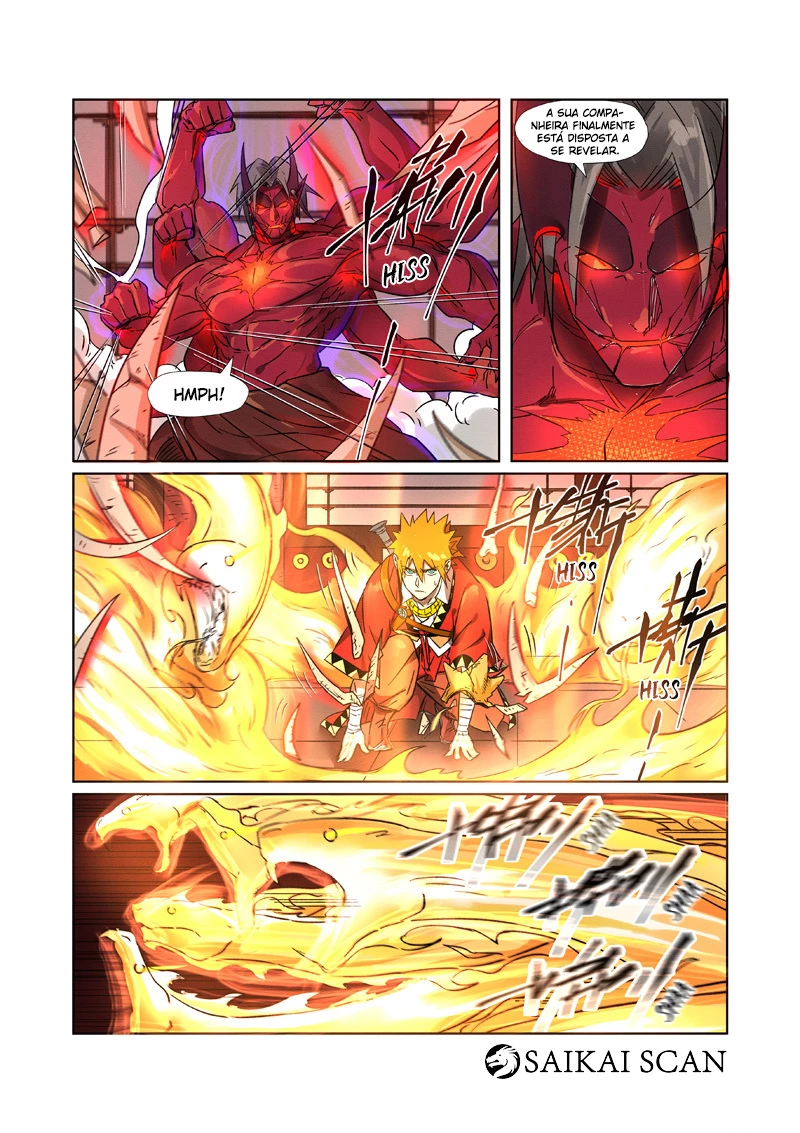 HISS
HMPH!
A SUA COMPA-
NHEIRA FINALMENTE
ESTÁ DISPOSTA A
SE REVELAR.
HISS
HISS
SAIKAI SCAN